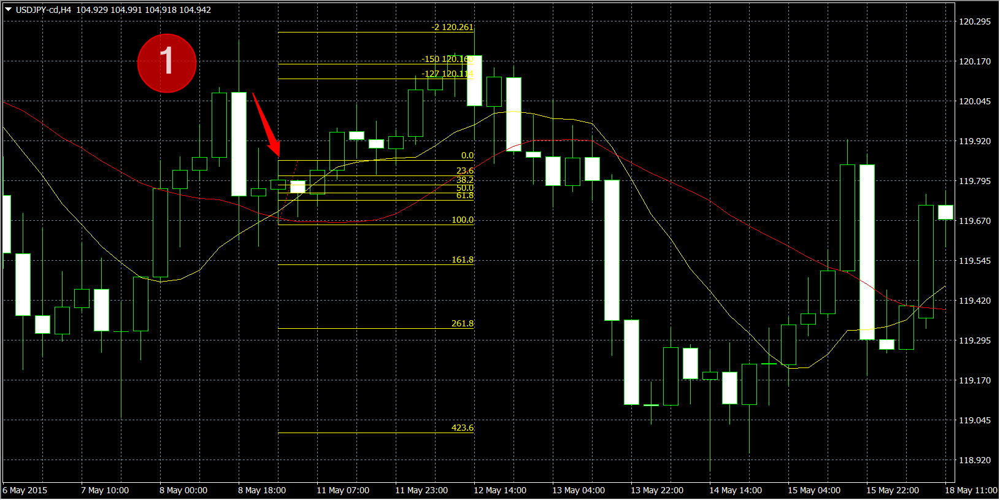 USDJPY-cd,H4 104.929 104.991 104.918 104.942
1
-2 120.261
-150 120.160
-127 120.114
0.0
23.6
38.2
50.0
61.8
100.0
161.8
261.8
423.6
120.295
120.170
120.045
119.920
119.795
119.670
119.545
119.420
119.295
119.170
119.045
118.920
6 May 2015
7 May 10:00
8 May 00:00
8 May 18:00
11 May 07:00
11 May 23:00
12 May 14:00
13 May 04:00
13 May 22:00
14 May 14:00
15 May 04:00
15 May 22:00
18 May 11:00